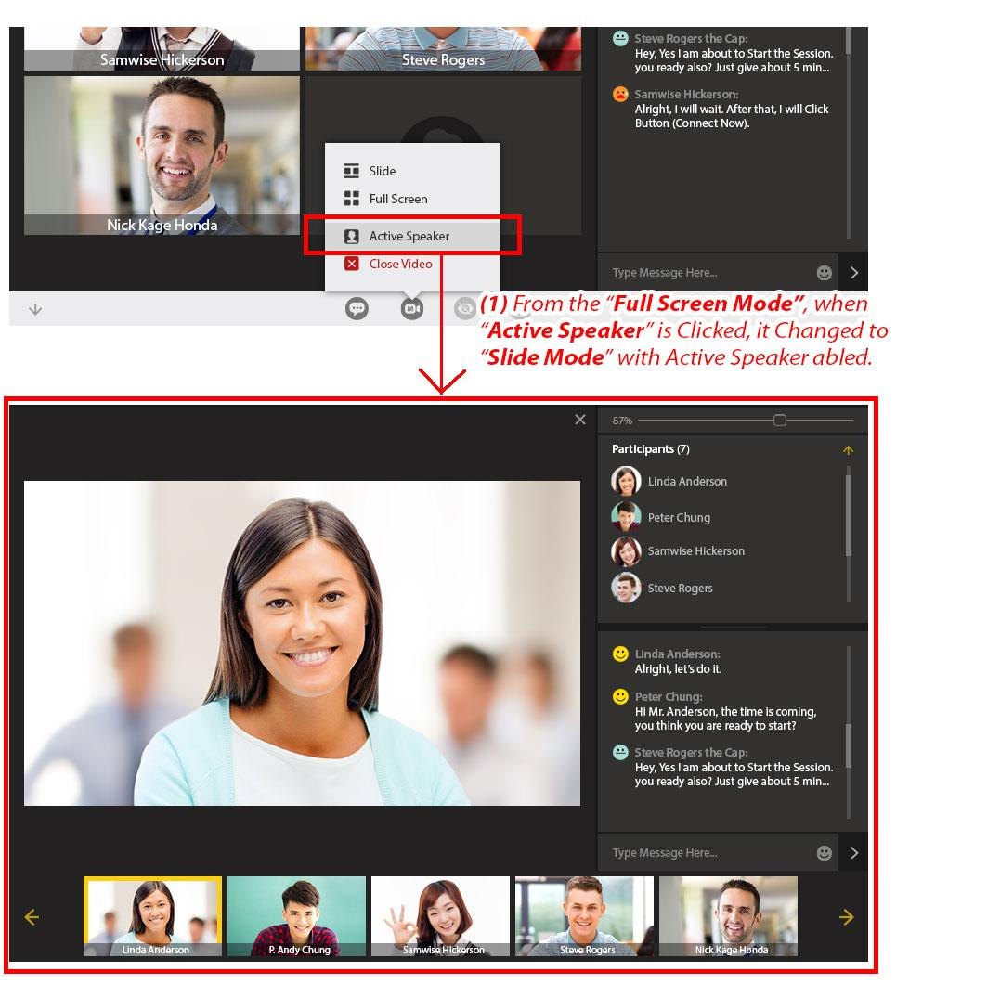 Samwise Hickerson
Steve Rogers
Steve Rogers the Cap:
Hey, Yes I am about to Start the Session.
you ready also? Just give about 5 min...
Samwise Hickerson:
Alright, I will wait. After that, I will Click
Button (Connect Now).
Nick Kage Honda
Slide
Full Screen
Active Speaker
Close Video
Type Message Here...
M
(1) From the “Full Screen Mode”, when
“Active Speaker” is Clicked, it Changed to
“Slide Mode” with Active Speaker abled.
87%
Participants (7)
Linda Anderson
Peter Chung
Samwise Hickerson
Steve Rogers
Linda Anderson:
Alright, let’s do it.
Peter Chung:
Hi Mr. Anderson, the time is coming,
you think you are ready to start?
Steve Rogers the Cap:
Hey, Yes I am about to Start the Session.
you ready also? Just give about 5 min...
Type Message Here...
Linda Anderson
P. Andy Chung
Samwise Hickerson
Steve Rogers
Nick Kage Honda